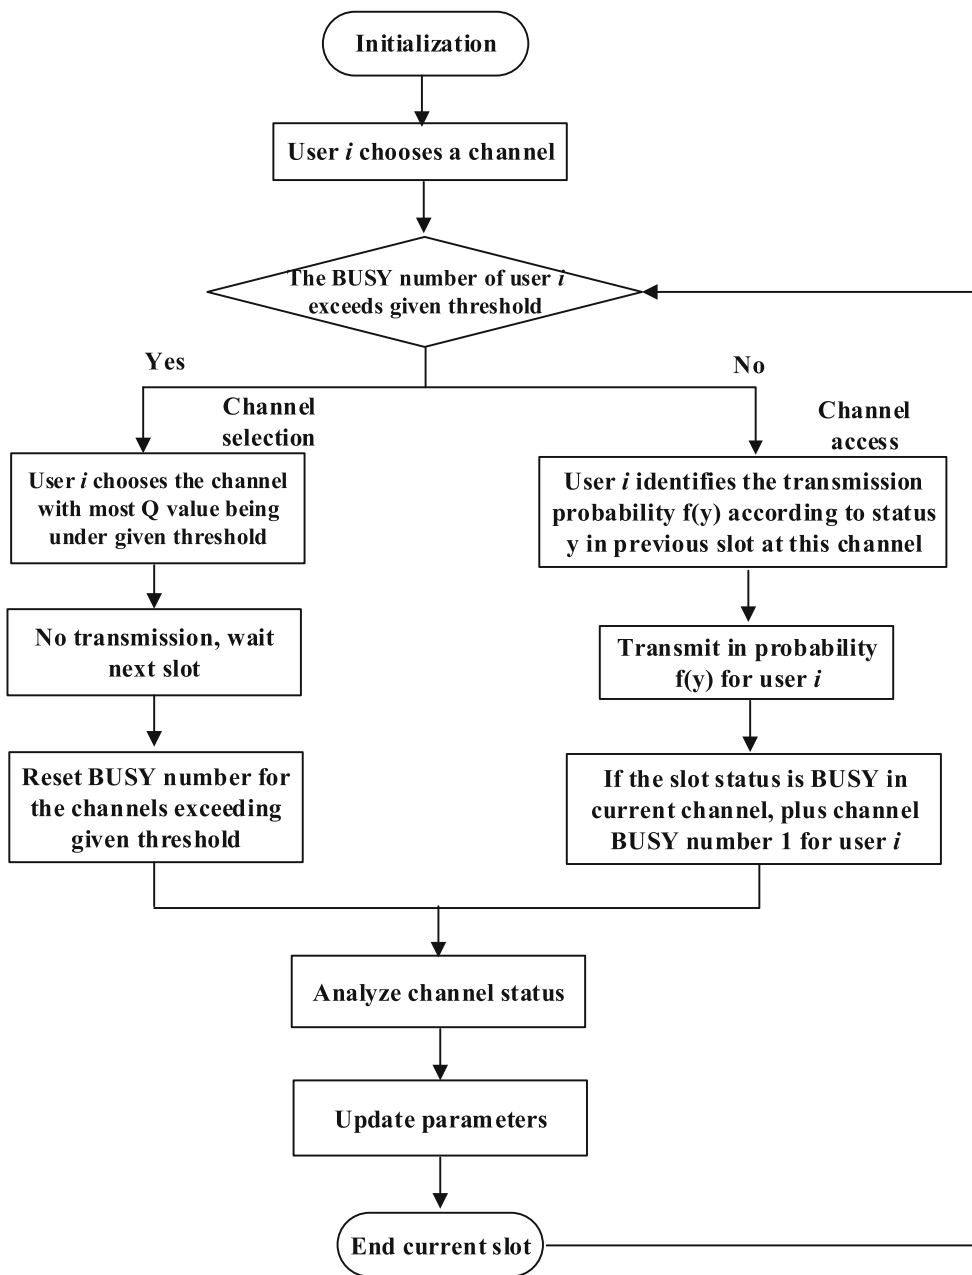 Initialization
User i chooses a channel
The BUSY number of user i
exceeds given threshold
Yes
No
Channel
selection
Channel
access
User i chooses the channel
with most Q value being
under given threshold
No transmission, wait
next slot
Reset BUSY number for
the channels exceeding
given threshold
User i identifies the transmission
probability f(y) according to status
y in previous slot at this channel
Transmit in probability
f(y) for user i
If the slot status is BUSY in
current channel, plus channel
BUSY number 1 for user i
Analyze channel status
Update parameters
End current slot